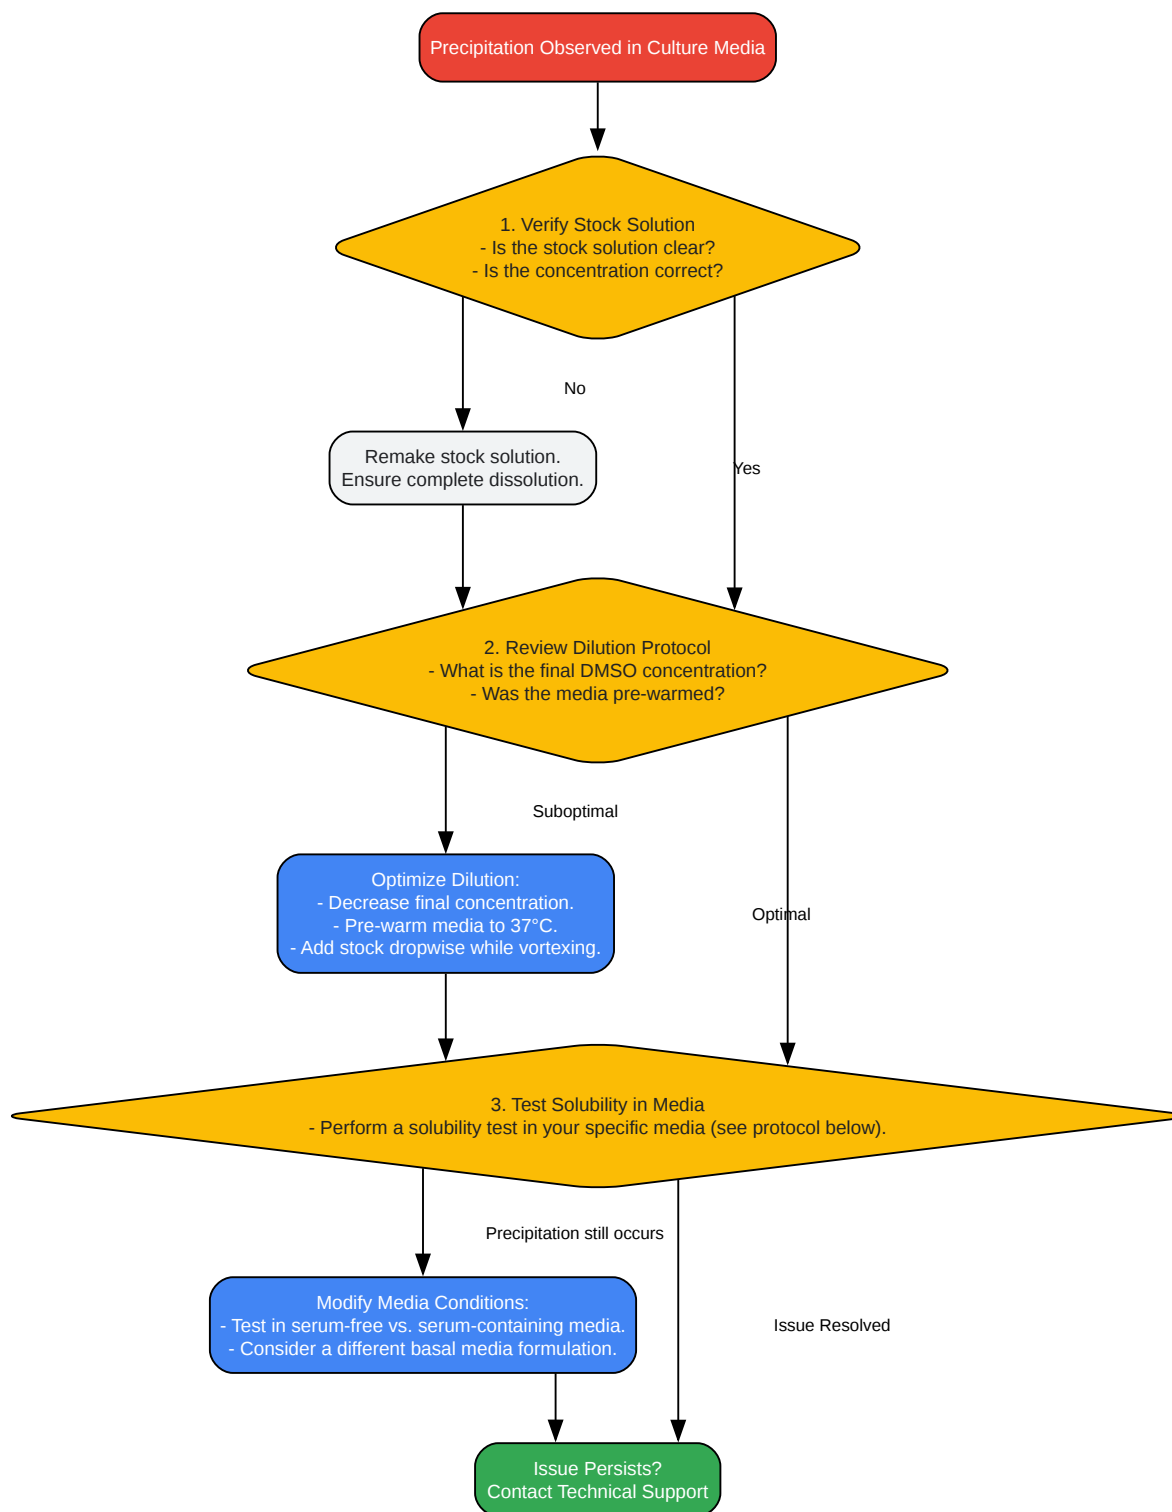 Precipitation Observed in Culture Media
1. Verify Stock Solution
- Is the stock solution clear?
- Is the concentration correct?
No
Remake stock solution.
Ensure complete dissolution.
Yes
2. Review Dilution Protocol
- What is the final DMSO concentration?
- Was the media pre-warmed?
Suboptimal
Optimize Dilution:
- Decrease final concentration.
- Pre-warm media to 37°C.
- Add stock dropwise while vortexing.
Optimal
3. Test Solubility in Media
- Perform a solubility test in your specific media (see protocol below).
Precipitation still occurs
Modify Media Conditions:
- Test in serum-free vs. serum-containing media.
- Consider a different basal media formulation.
Issue Resolved
Issue Persists?
Contact Technical Support